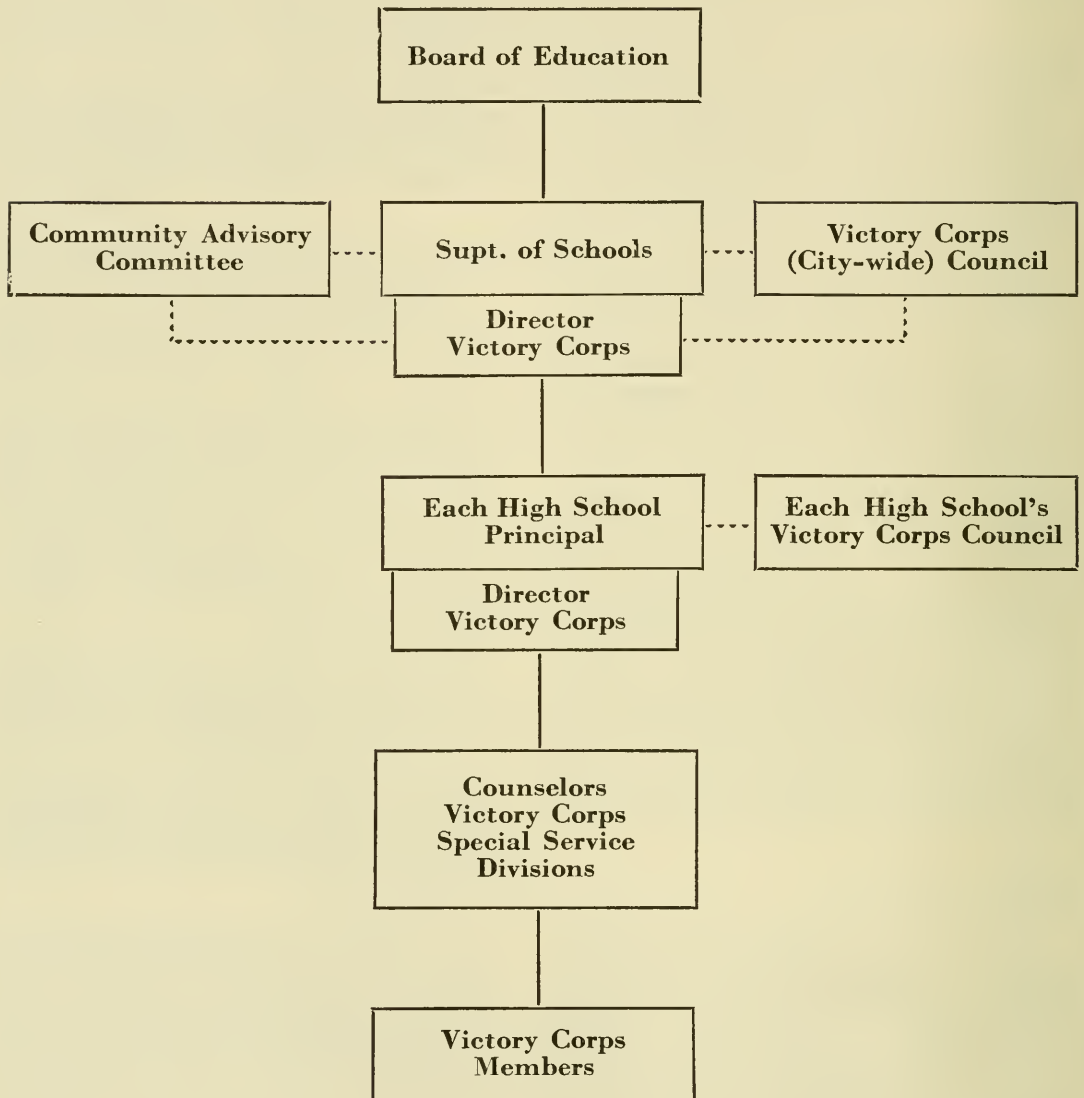 Board of Education
Community Advisory
Committee
Supt. of Schools
Victory Corps
(City-wide) Council
Director
Victory Corps
Each High School
Principal
Each High School's
Victory Corps Council
Director
Victory Corps
Counselors
Victory Corps
Special Service
Divisions
Victory Corps
Members